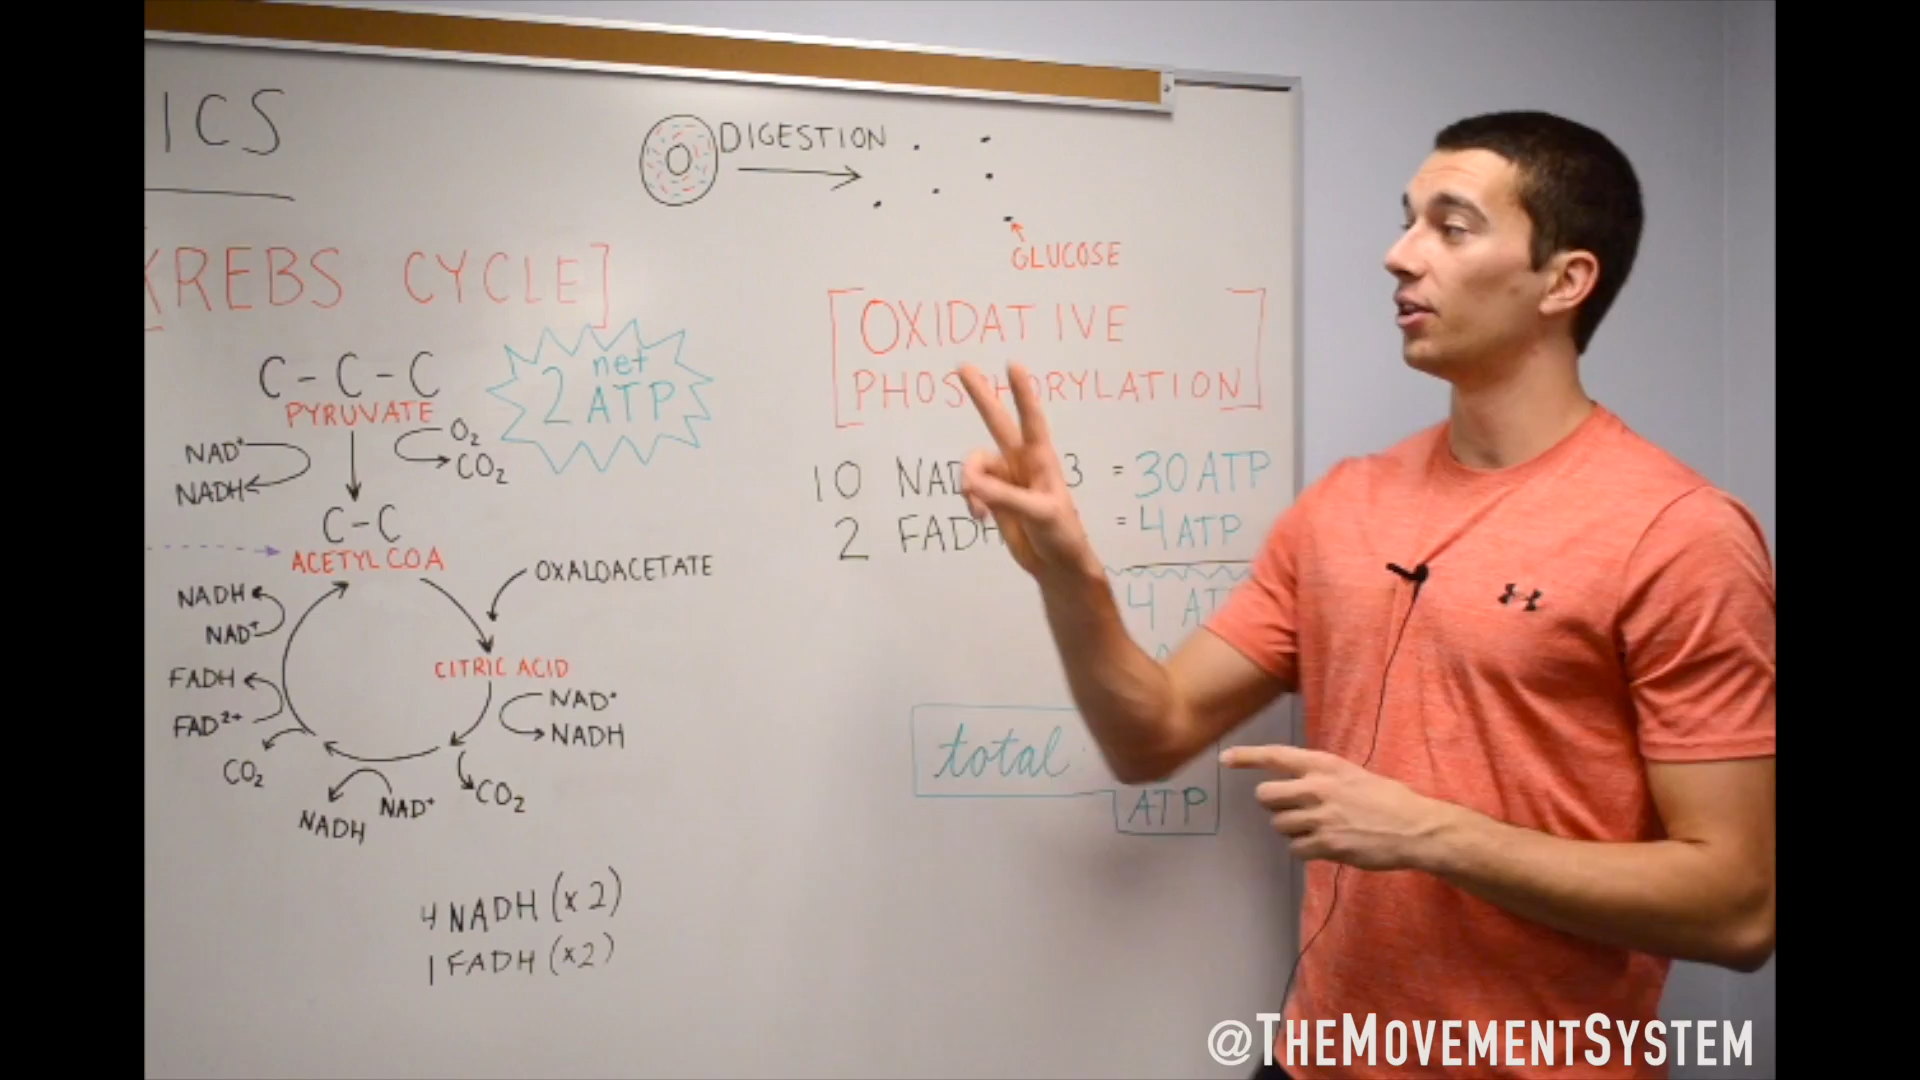 ICS
DIGESTION
GLUCOSE
KREBS CYCLE]
C-C-C
PYRUVATE
2 net ATP
NAD⁺
NADH
O₂
CO₂
C-C
ACETYL COA
OXALOACETATE
NADH
NAD⁺
FADH
FAD²⁺
CO₂
CITRIC ACID
NAD⁺
NADH
CO₂
NAD⁺
NADH
4 NADH (x2)
1 FADH (x2)
[OXIDATIVE
PHOSPHORYLATION]
10 NAD 3 = 30 ATP
2 FADH = 4 ATP
4 AT
total
ATP
@THEMOVEMENTSYSTEM